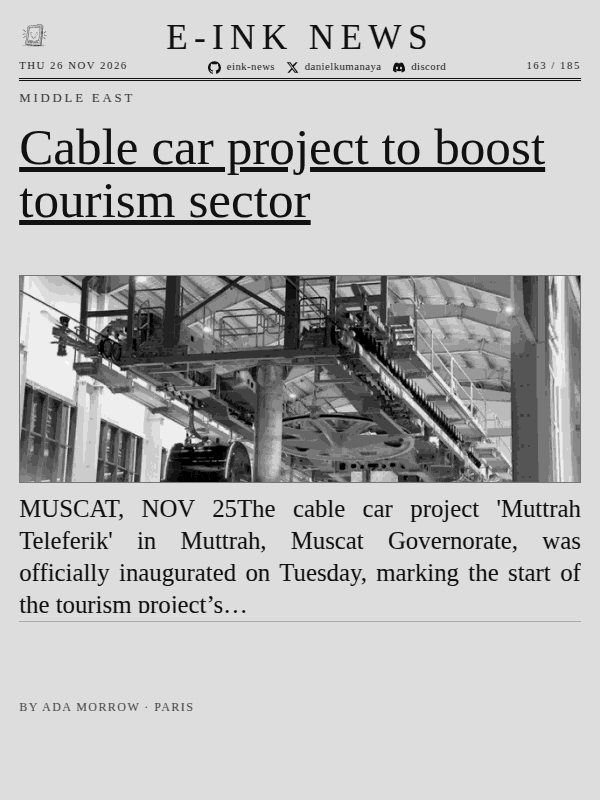 E-INK NEWS
THU 26 NOV 2026
eink-news
danielkumanaya
discord
163 / 185
MIDDLE EAST
Cable car project to boost
tourism sector
MUSCAT, NOV 25The cable car project 'Muttrah
Teleferik' in Muttrah, Muscat Governorate, was
officially inaugurated on Tuesday, marking the start of
the tourism project’s…
BY ADA MORROW · PARIS